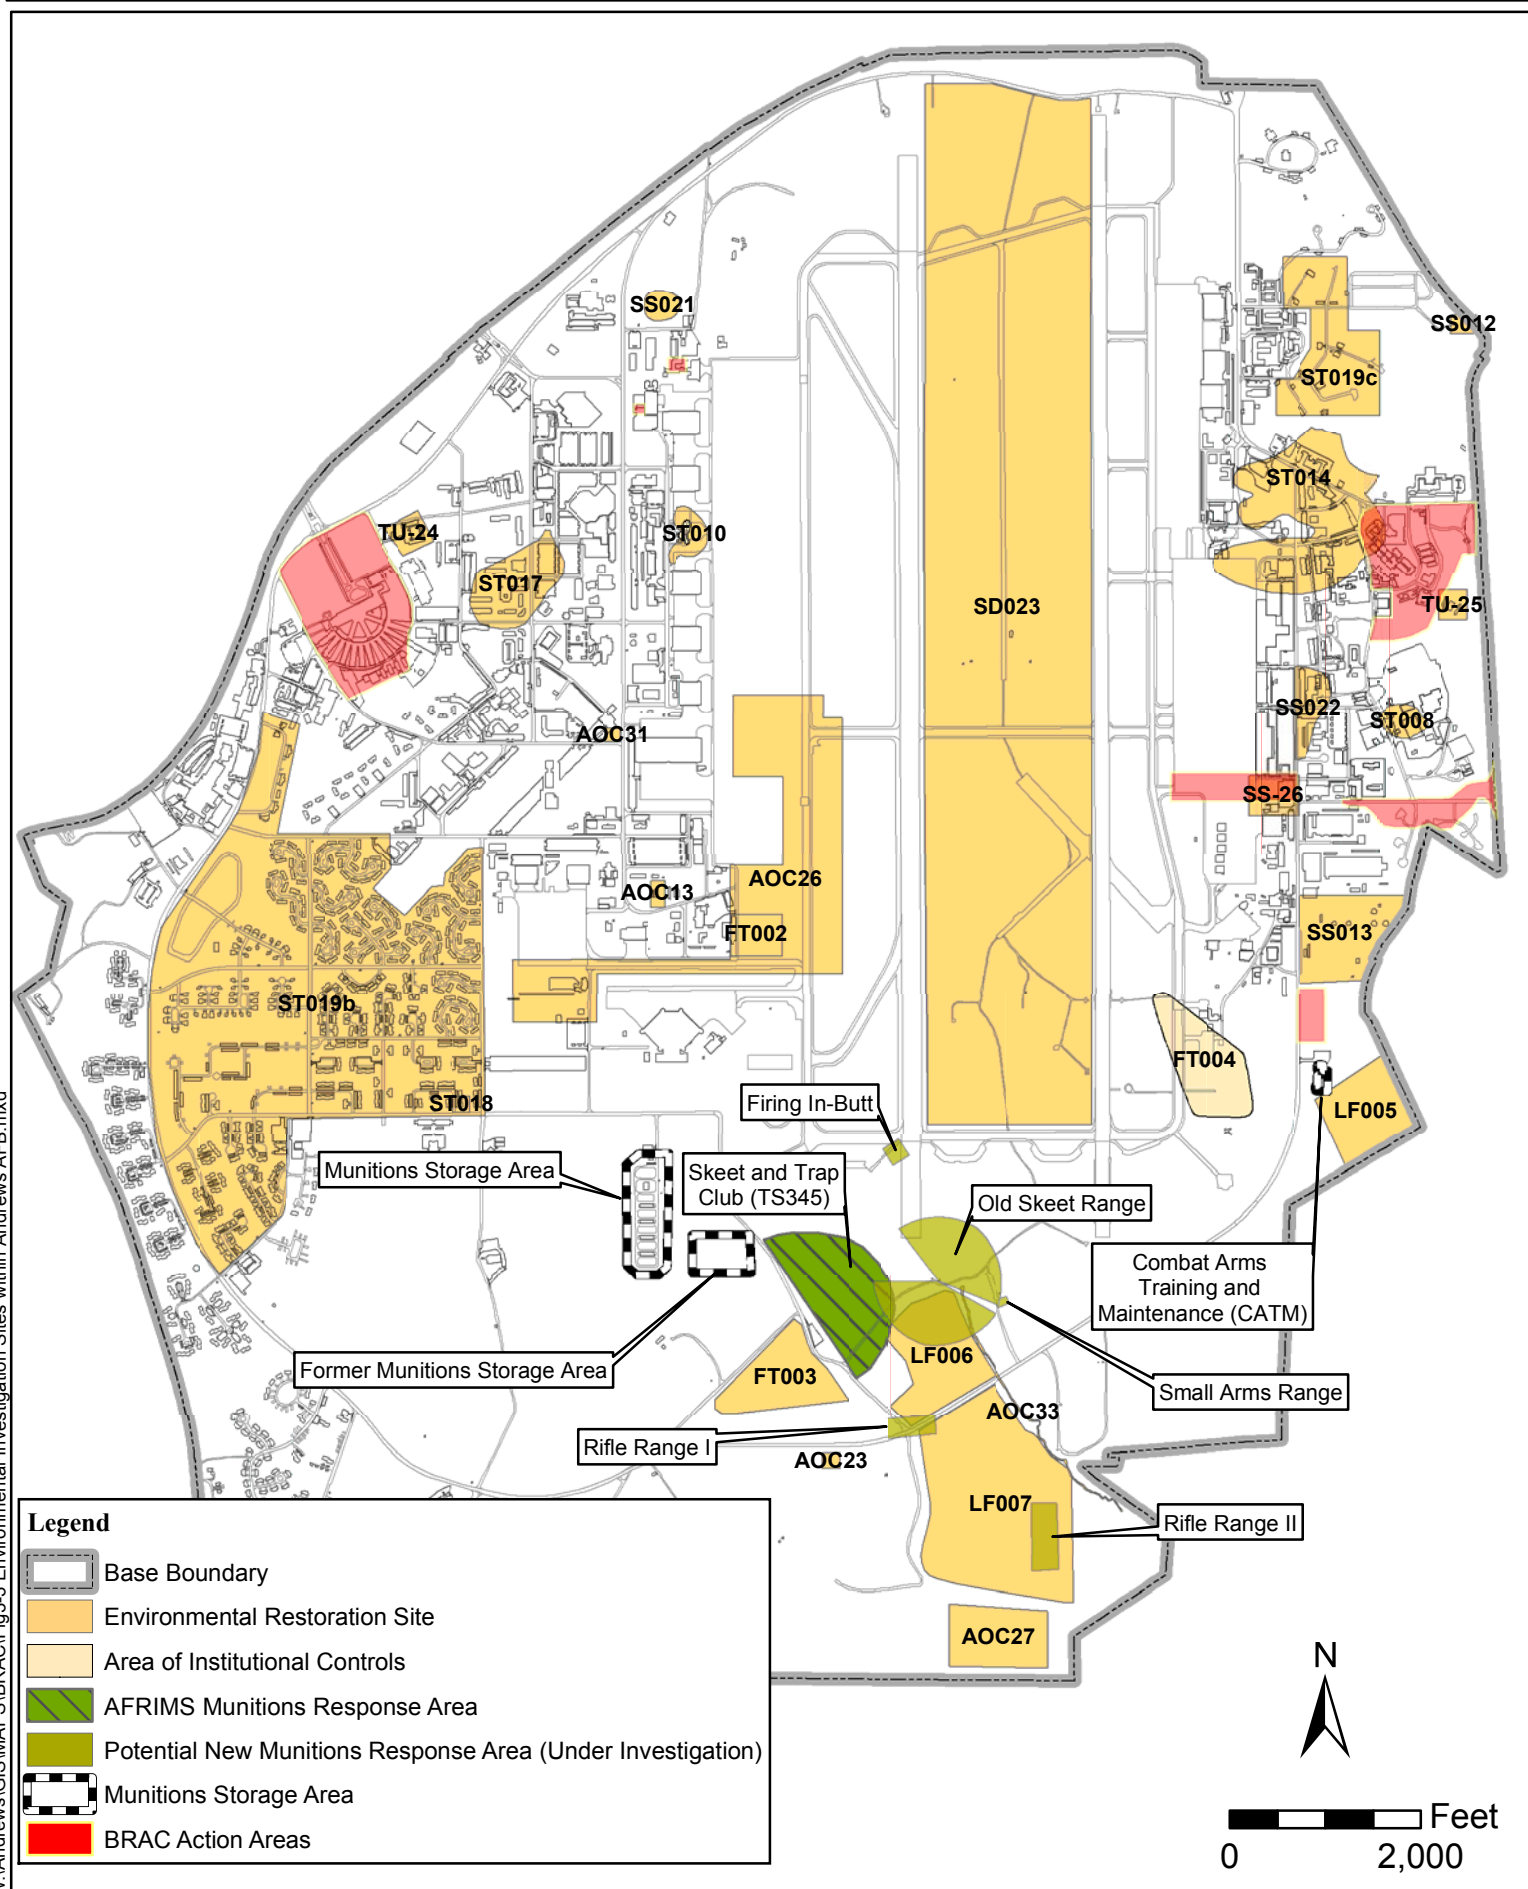 SS021
SS012
ST019c
ST014
TU-24
ST010
ST017
SD023
TU-25
SS022
ST008
AOC31
SS-26
AOC13
AOC26
FT002
SS013
ST019b
FT004
ST018
LF005
Firing In-Butt
Munitions Storage Area
Skeet and Trap
Club (TS345)
Old Skeet Range
Combat Arms
Training and
Maintenance (CATM)
Former Munitions Storage Area
FT003
LF006
Small Arms Range
AOC33
Rifle Range I
AOC23
LF007
Rifle Range II
AOC27
Legend
Base Boundary
Environmental Restoration Site
Area of Institutional Controls
AFRIMS Munitions Response Area
Potential New Munitions Response Area (Under Investigation)
Munitions Storage Area
BRAC Action Areas
N
Feet
0 2,000